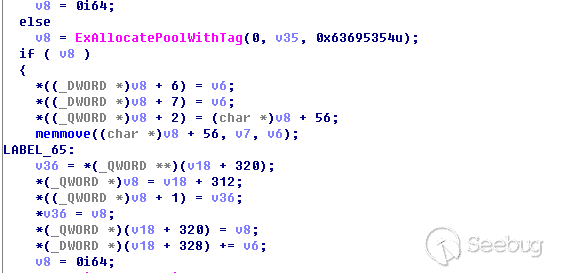 v8 = 0i64;
else
v8 = ExAllocatePoolWithTag(0, v35, 0x63695354u);
if ( v8 )
{
*((_DWORD *)v8 + 6) = v6;
*((_DWORD *)v8 + 7) = v6;
*((_QWORD *)v8 + 2) = (char *)v8 + 56;
memmove((char *)v8 + 56, v7, v6);
LABEL_65:
v36 = *(_QWORD **)(v18 + 320);
*(_QWORD *)v8 = v18 + 312;
*((_QWORD *)v8 + 1) = v36;
*v36 = v8;
*(_QWORD *)(v18 + 320) = v8;
*(_DWORD *)(v18 + 328) += v6;
v8 = 0i64;
Seebug